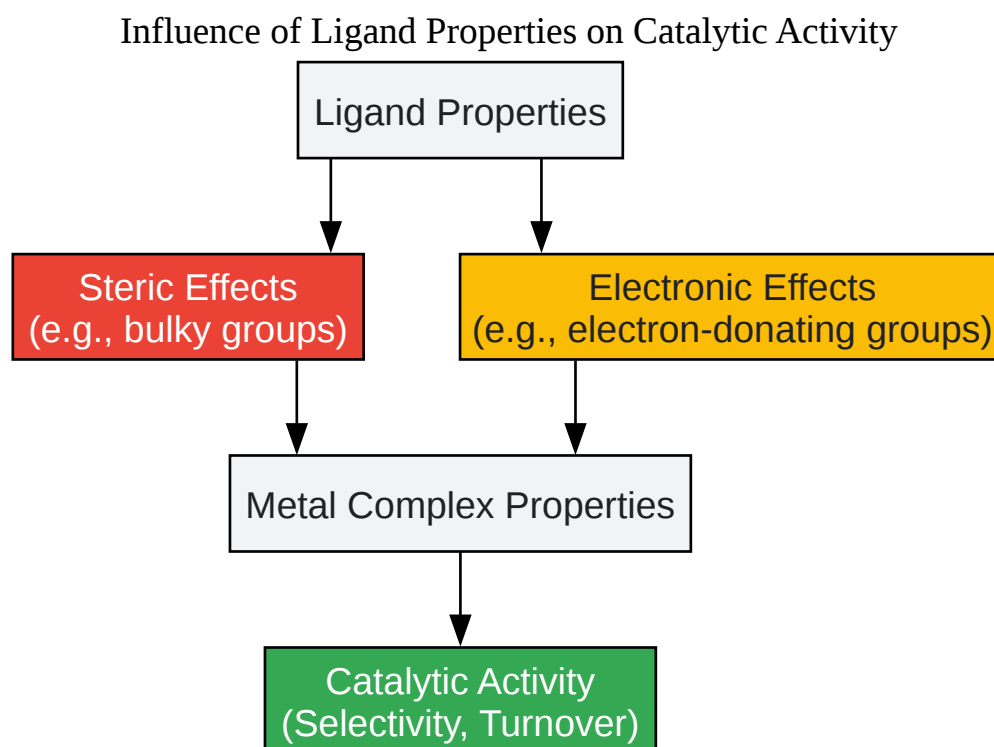 Influence of Ligand Properties on Catalytic Activity
Ligand Properties
Steric Effects
(e.g., bulky groups)
Electronic Effects
(e.g., electron-donating groups)
Metal Complex Properties
Catalytic Activity
(Selectivity, Turnover)